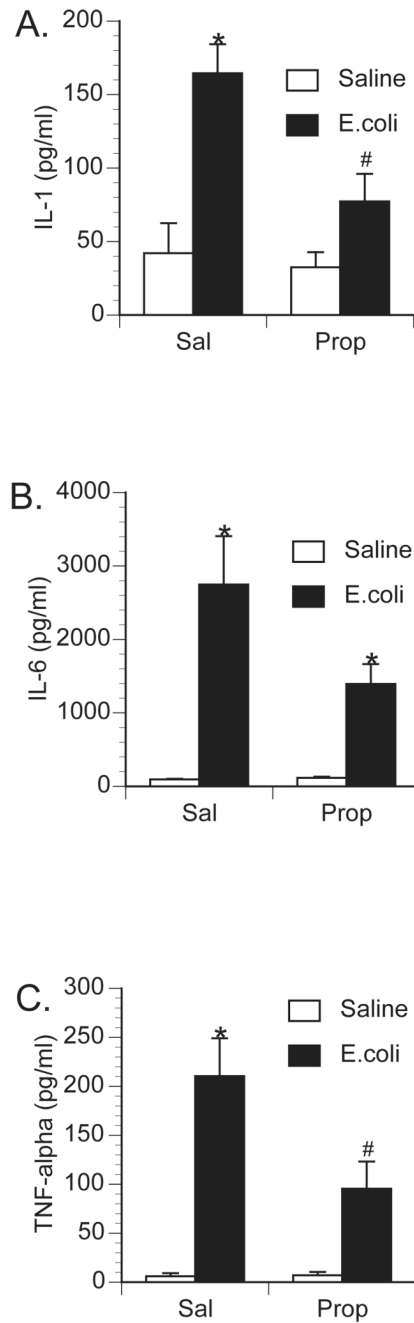 A.
IL-1 (pg/ml)
200
150
100
50
0
*
#
Saline
E.coli
Sal
Prop
B.
IL-6 (pg/ml)
4000
3000
2000
1000
0
*
*
Saline
E.coli
Sal
Prop
C.
TNF-alpha (pg/ml)
300
250
200
150
100
50
0
*
#
Saline
E.coli
Sal
Prop